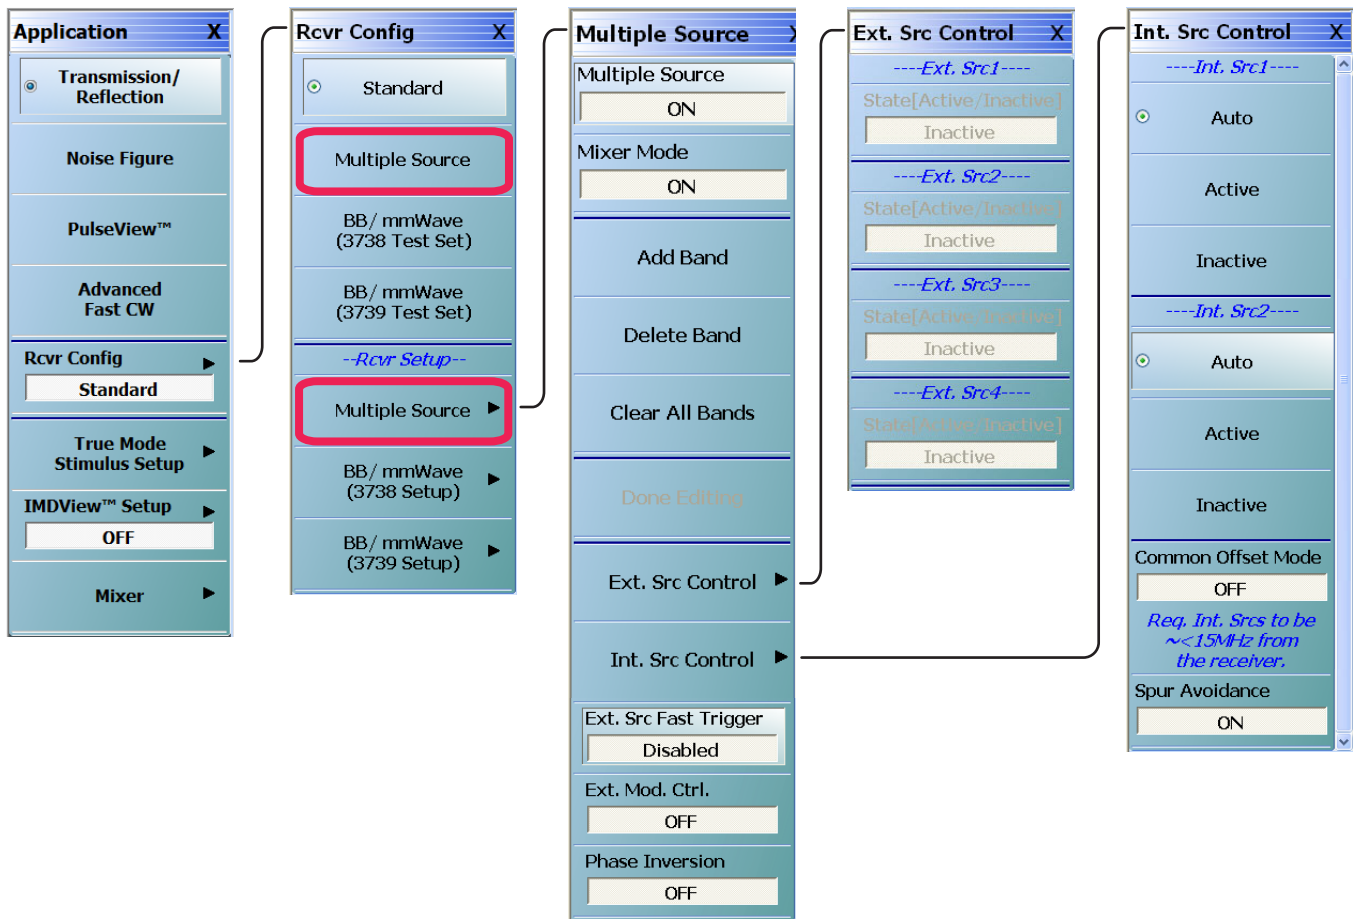 Application X
Transmission/
Reflection
Noise Figure
PulseView™
Advanced
Fast CW
Rcvr Config
Standard
True Mode
Stimulus Setup
IMDView™ Setup
OFF
Mixer
Rcvr Config X
Standard
Multiple Source
BB/ mmWave
(3738 Test Set)
BB/ mmWave
(3739 Test Set)
--Rcvr Setup--
Multiple Source
BB/ mmWave
(3738 Setup)
BB/ mmWave
(3739 Setup)
Multiple Source X
Multiple Source
ON
Mixer Mode
ON
Add Band
Delete Band
Clear All Bands
Done Editing
Ext. Src Control
Int. Src Control
Ext. Src Fast Trigger
Disabled
Ext. Mod. Ctrl.
OFF
Phase Inversion
OFF
Ext. Src Control X
----Ext. Src1----
State[Active/Inactive]
Inactive
----Ext. Src2----
State[Active/Inactive]
Inactive
----Ext. Src3----
State[Active/Inactive]
Inactive
----Ext. Src4----
State[Active/Inactive]
Inactive
Int. Src Control X
----Int. Src1----
Auto
Active
Inactive
----Int. Src2----
Auto
Active
Inactive
Common Offset Mode
OFF
Req. Int. Srcs to be
~<15MHz from
the receiver.
Spur Avoidance
ON